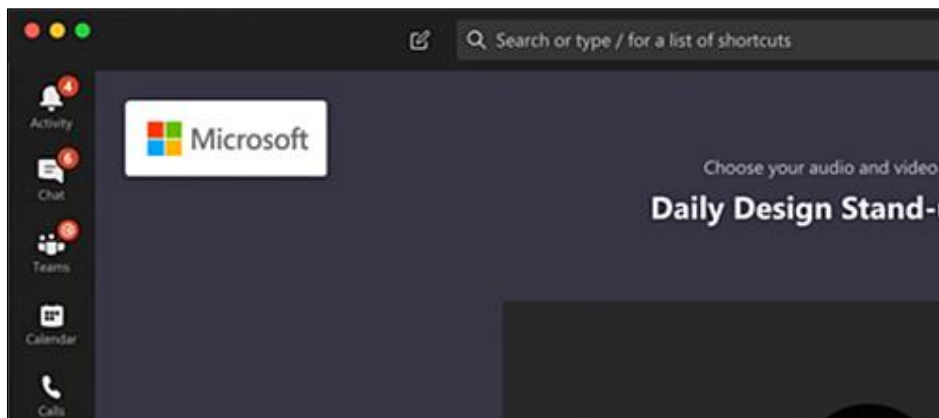 Search or type / for a list of shortcuts
4
Activity
Microsoft
6
Chat
Choose your audio and video
Daily Design Stand-
Teams
Calendar
Calls